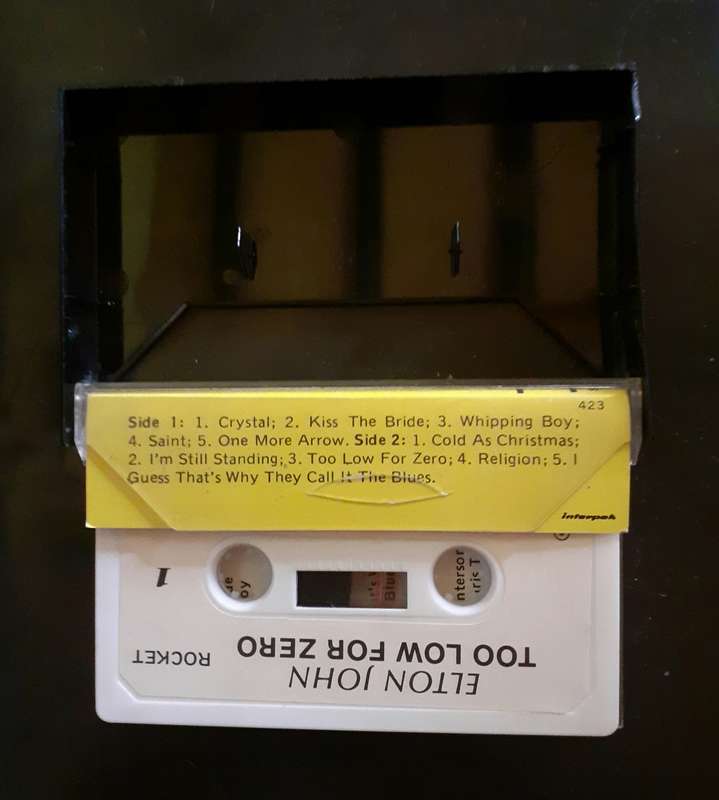 423
Side 1: 1. Crystal; 2. Kiss The Bride; 3. Whipping Boy;
4. Saint; 5. One More Arrow. Side 2: 1. Cold As Christmas;
2. I'm Still Standing; 3. Too Low For Zero; 4. Religion; 5. I
Guess That's Why They Call It The Blues.
interpak
ELTON JOHN
TOO LOW FOR ZERO
ROCKET
1